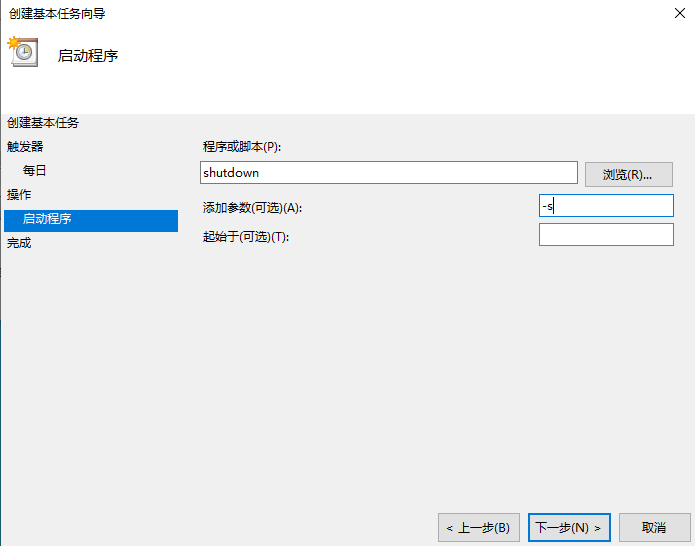 创建基本任务向导
启动程序
创建基本任务
触发器
每日
操作
启动程序
完成
程序或脚本(P):
shutdown
浏览(R)...
添加参数(可选)(A):
-s
起始于(可选)(T):
< 上一步(B)
下一步(N) >
取消